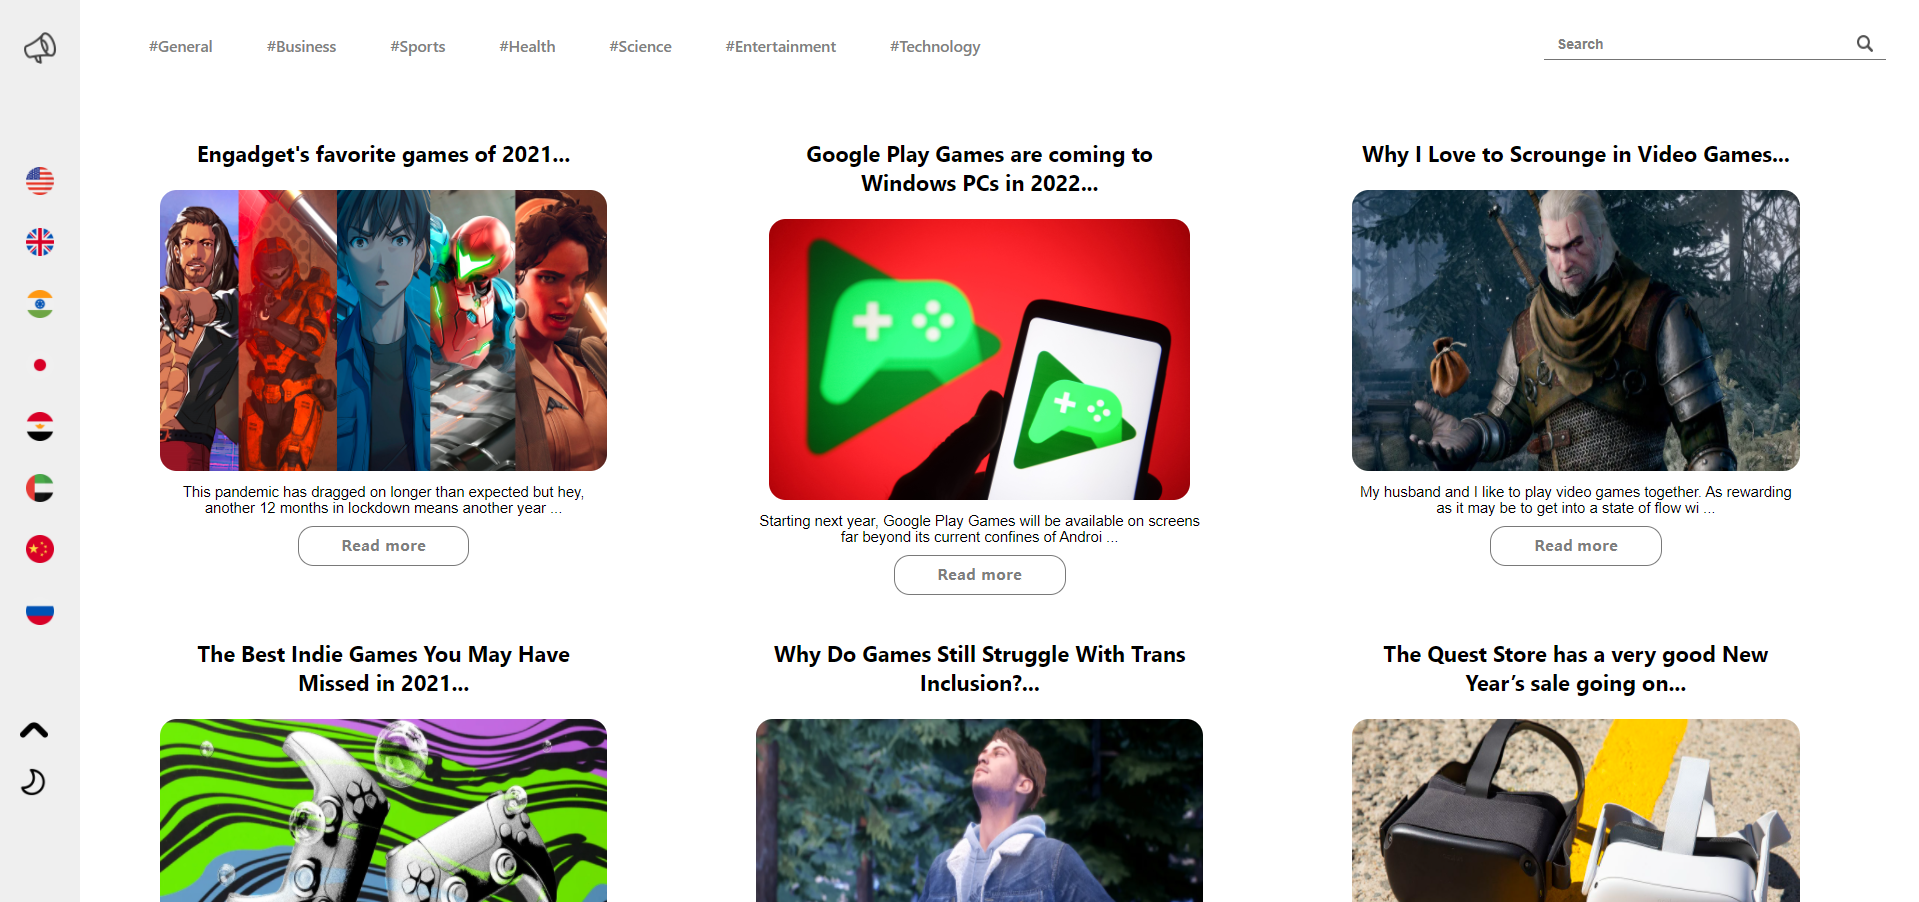 #General #Business #Sports #Health #Science #Entertainment #Technology
Search
Engadget's favorite games of 2021...
This pandemic has dragged on longer than expected but hey,
another 12 months in lockdown means another year ...
Read more
Google Play Games are coming to
Windows PCs in 2022...
Starting next year, Google Play Games will be available on screens
far beyond its current confines of Androi ...
Read more
Why I Love to Scrounge in Video Games...
My husband and I like to play video games together. As rewarding
as it may be to get into a state of flow wi ...
Read more
The Best Indie Games You May Have
Missed in 2021...
Why Do Games Still Struggle With Trans
Inclusion?...
The Quest Store has a very good New
Year’s sale going on...